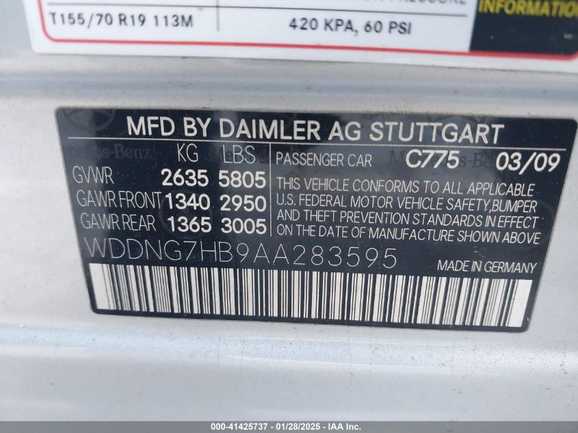 T155/70 R19 113M
420 KPA, 60 PSI
INFORMATION
MFD BY DAIMLER AG STUTTGART
KG LBS PASSENGER CAR C775 03/09
GVWR 2635 5805
GAWR FRONT 1340 2950
GAWR REAR 1365 3005
THIS VEHICLE CONFORMS TO ALL APPLICABLE
U.S. FEDERAL MOTOR VEHICLE SAFETY, BUMPER
AND THEFT PREVENTION STANDARDS IN EFFECT
ON THE DATE OF MANUFACTURE SHOWN ABOVE.
WDDNG7HB9AA283595 MADE IN GERMANY
00-41425737 - 01/28/2025 - IAA Inc.